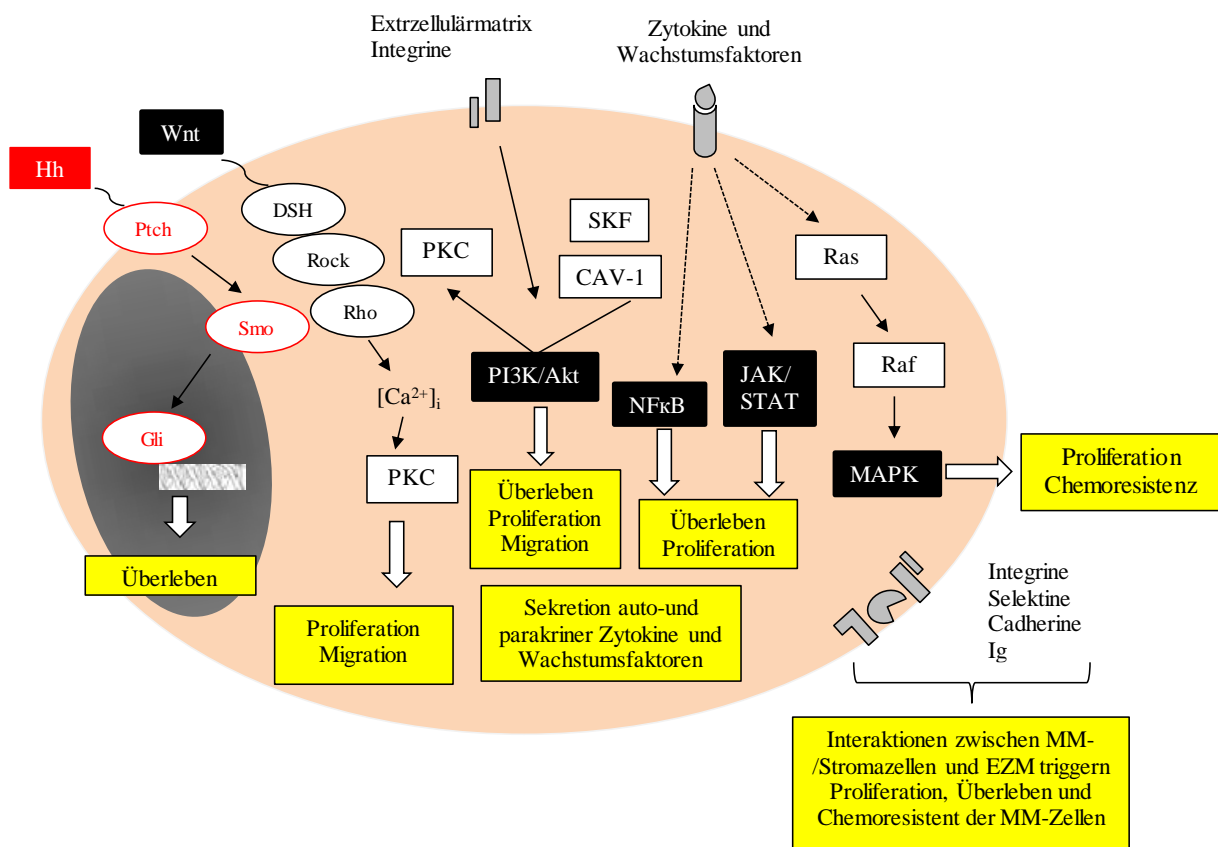 Extrzellulärmatrix
Integrine
Zytokine und
Wachstumsfaktoren
Wnt
Hh
DSH
Ptch
Rock
PKC
SKF
CAV-1
Ras
Smo
Rho
PI3K/Akt
NFκB
JAK/
STAT
Raf
[Ca²⁺]ᵢ
Gli
PKC
MAPK
Proliferation
Chemoresistenz
Überleben
Proliferation
Migration
Überleben
Proliferation
Überleben
Proliferation
Migration
Sekretion auto-und
parakriner Zytokine und
Wachstumsfaktoren
Integrine
Selektine
Cadherine
Ig
Interaktionen zwischen MM-
/Stromazellen und EZM triggern
Proliferation, Überleben und
Chemoresistent der MM-Zellen